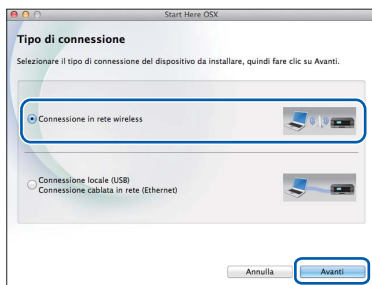 Start Here OSX
Tipo di connessione
Selezionare il tipo di connessione del dispositivo da installare, quindi fare clic su Avanti.
Connessione in rete wireless
Connessione locale (USB)
Connessione cablata in rete (Ethernet)
Annulla
Avanti